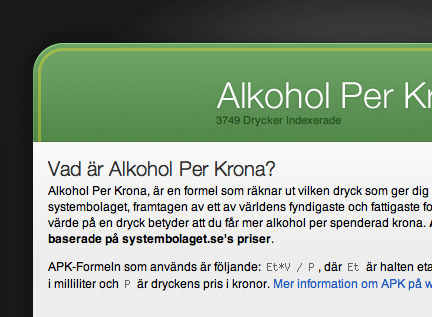 Alkohol Per
3749 Drycker Indexerade
Vad är Alkohol Per Krona?
Alkohol Per Krona, är en formel som räknar ut vilken dryck som ger dig
systembolaget, framtagen av ett av världens fyndigaste och fattigaste
värde på en dryck betyder att du får mer alkohol per spenderad krona.
baserade på systembolaget.se's priser.
APK-Formeln som används är följande: Et*V / P , där Et är halten
i milliliter och P är dryckens pris i kronor. Mer information om APK på